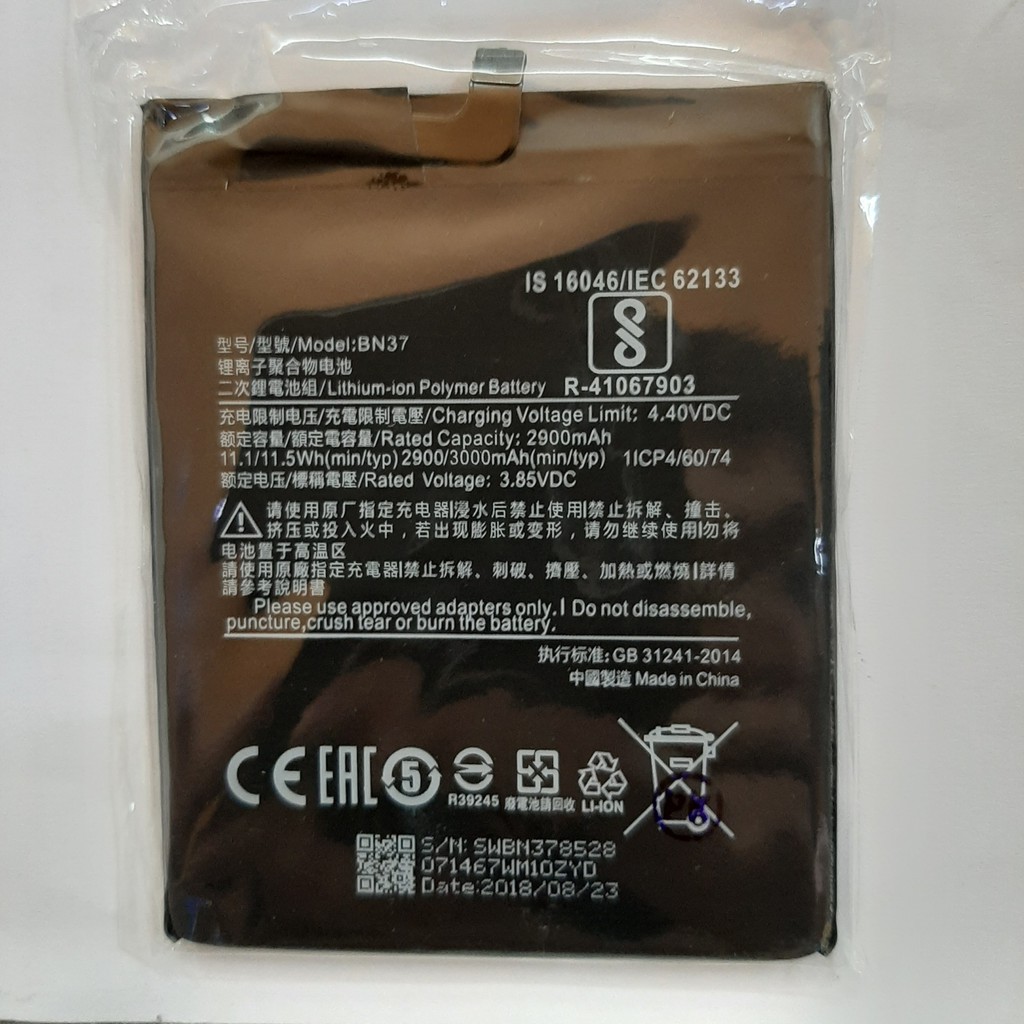 IS 16046/IEC 62133
型号/型號/Model:BN37
锂离子聚合物电池
二次鋰電池組/Lithium-ion Polymer Battery R-41067903
充电限制电压/充電限制電壓/Charging Voltage Limit: 4.40VDC
额定容量/額定電容量/Rated Capacity: 2900mAh
11.1/11.5Wh(min/typ) 2900/3000mAh(min/typ) 1ICP4/60/74
额定电压/標稱電壓/Rated Voltage: 3.85VDC
请使用原厂指定充电器|浸水后禁止使用|禁止拆解、撞击、
挤压或投入火中，若出现膨胀或变形，请勿继续使用|勿将
电池置于高温区
請使用原廠指定充電器|禁止拆解、刺破、擠壓、加熱或燃燒|詳情
請參考說明書
Please use approved adapters only.| Do not disassemble,
puncture,crush tear or burn the battery.
执行标准: GB 31241-2014
中國製造 Made in China
CE EAC 5
R39245 廢電池請回收 LI-ION
S/N: SWBN378528
071467WM10ZYD
Date:2018/08/23